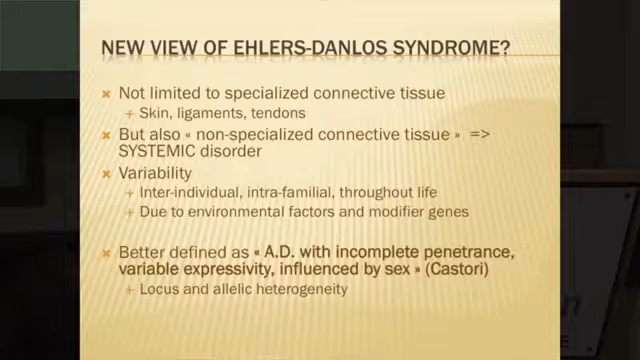 NEW VIEW OF EHLERS-DANLOS SYNDROME?
Not limited to specialized connective tissue
Skin, ligaments, tendons
But also « non-specialized connective tissue » =>
SYSTEMIC disorder
Variability
Inter-individual, intra-familial, throughout life
Due to environmental factors and modifier genes
Better defined as « A.D. with incomplete penetrance,
variable expressivity, influenced by sex » (Castori)
Locus and allelic heterogeneity